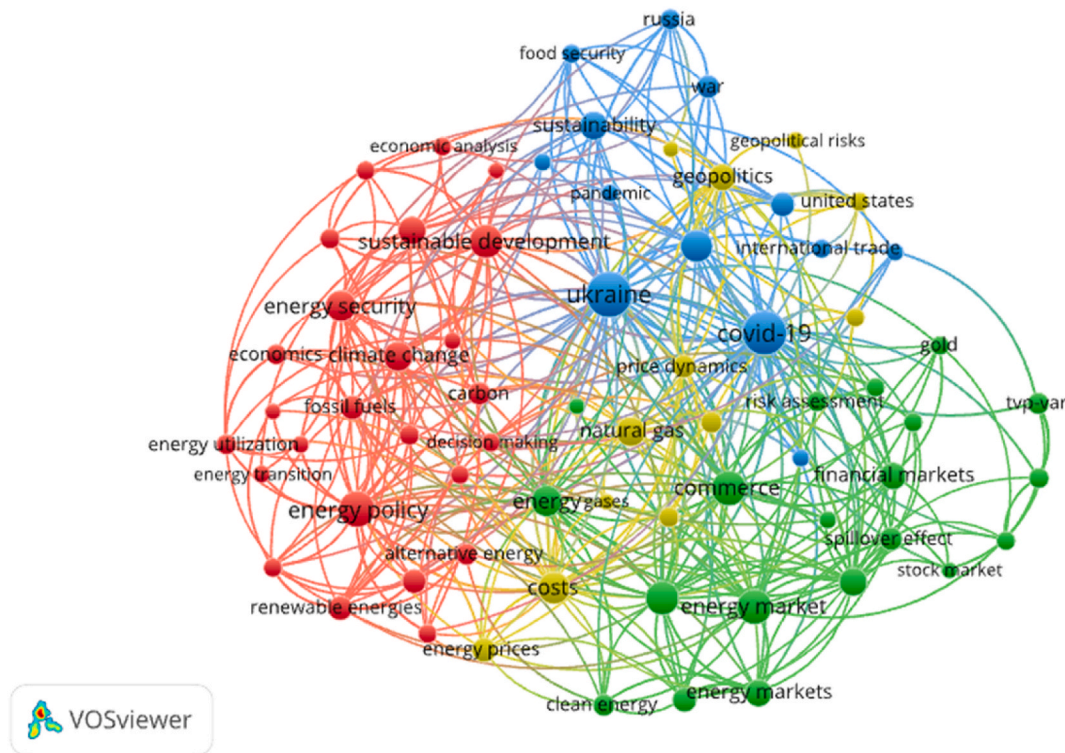 russia
food security
war
sustainability
geopolitical risks
economic analysis
geopolitics
pandemic
united states
sustainable development
international trade
ukraine
energy security
covid-19
gold
economics
climate change
price dynamics
carbon
risk assessment
tvp-var
fossil fuels
natural gas
energy utilization
decision making
energy transition
financial markets
commerce
energy
gases
energy policy
spillover effect
alternative energy
stock market
costs
renewable energies
energy market
energy prices
clean energy
energy markets
VOSviewer